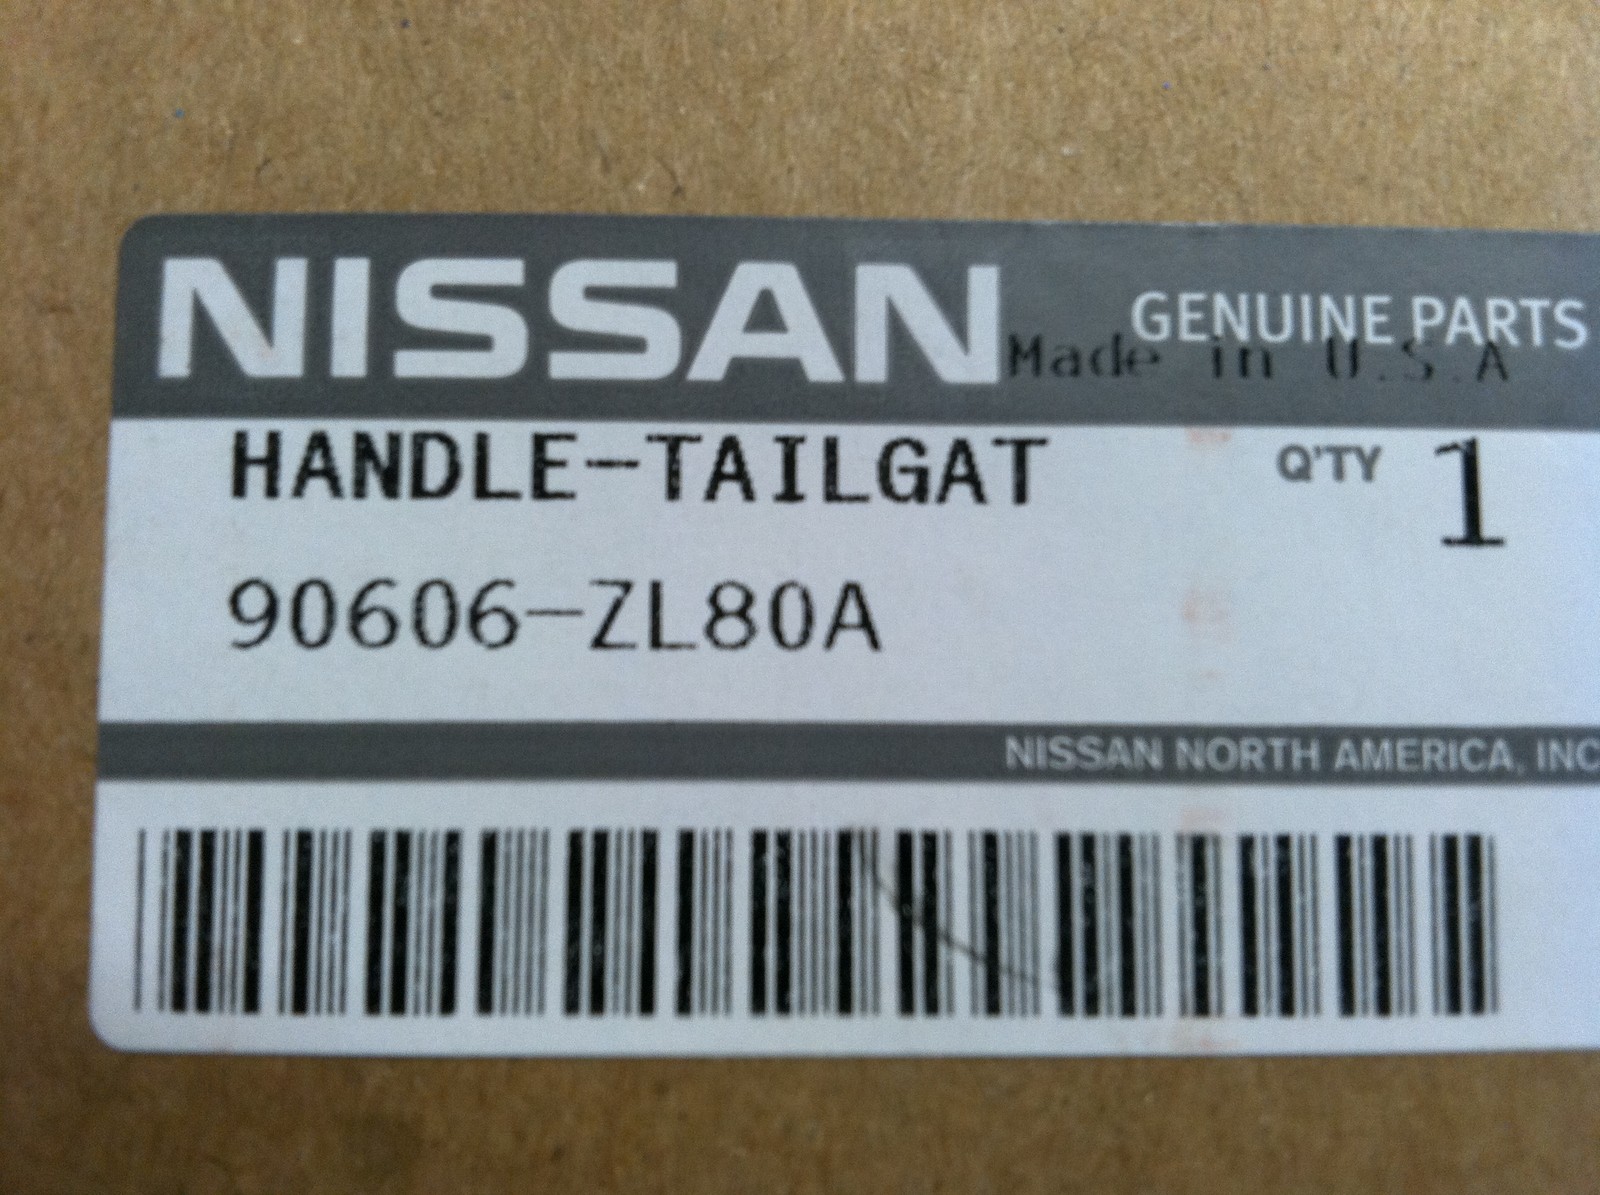 NISSAN GENUINE PARTS
Made in U.S.A
HANDLE-TAILGAT Q'TY 1
90606-ZL80A
NISSAN NORTH AMERICA, INC